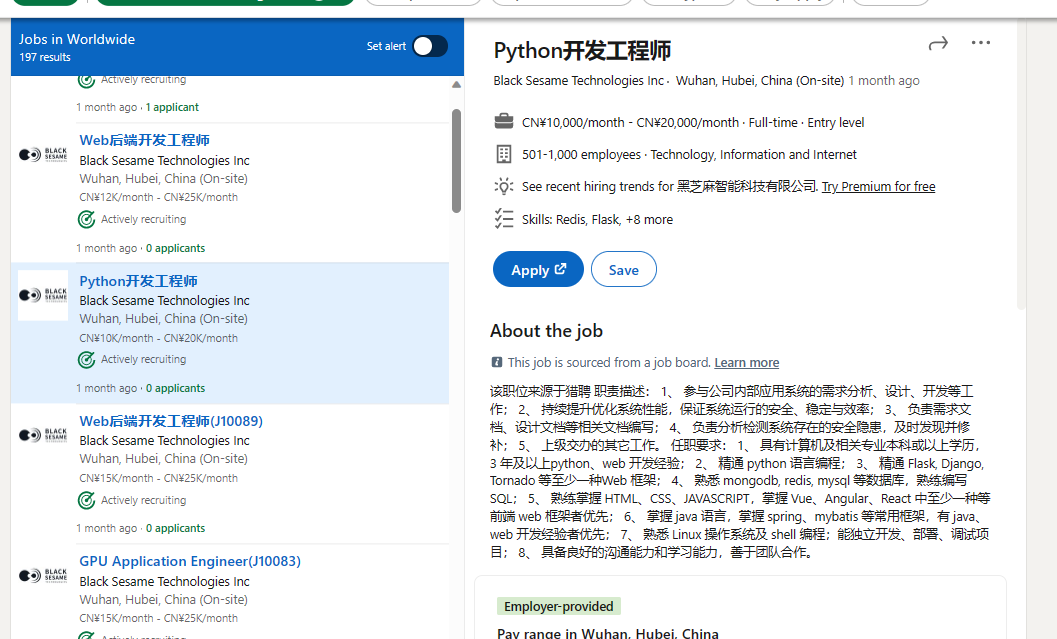 Jobs in Worldwide
197 results
Set alert
Actively recruiting
1 month ago · 1 applicant
BLACK
SESAME
Web后端开发工程师
Black Sesame Technologies Inc
Wuhan, Hubei, China (On-site)
CN¥12K/month - CN¥25K/month
Actively recruiting
1 month ago · 0 applicants
BLACK
SESAME
Python开发工程师
Black Sesame Technologies Inc
Wuhan, Hubei, China (On-site)
CN¥10K/month - CN¥20K/month
Actively recruiting
1 month ago · 0 applicants
BLACK
SESAME
Web后端开发工程师(J10089)
Black Sesame Technologies Inc
Wuhan, Hubei, China (On-site)
CN¥15K/month - CN¥25K/month
Actively recruiting
1 month ago · 0 applicants
BLACK
SESAME
GPU Application Engineer(J10083)
Black Sesame Technologies Inc
Wuhan, Hubei, China (On-site)
CN¥15K/month - CN¥25K/month
Actively recruiting
Python开发工程师
Black Sesame Technologies Inc · Wuhan, Hubei, China (On-site) 1 month ago
CN¥10,000/month - CN¥20,000/month · Full-time · Entry level
501-1,000 employees · Technology, Information and Internet
See recent hiring trends for 黑芝麻智能科技有限公司. Try Premium for free
Skills: Redis, Flask, +8 more
Apply
Save
About the job
This job is sourced from a job board. Learn more
该职位来源于猎聘 职责描述： 1、 参与公司内部应用系统的需求分析、设计、开发等工
作； 2、 持续提升优化系统性能，保证系统运行的安全、稳定与效率； 3、 负责需求文
档、设计文档等相关文档编写； 4、 负责分析检测系统存在的安全隐患，及时发现并修
补； 5、 上级交办的其它工作。 任职要求： 1、 具有计算机及相关专业本科或以上学历，
3 年及以上python、web 开发经验； 2、 精通 python 语言编程； 3、 精通 Flask, Django,
Tornado 等至少一种Web 框架； 4、 熟悉 mongodb, redis, mysql 等数据库，熟练编写
SQL； 5、 熟练掌握 HTML、CSS、JAVASCRIPT，掌握 Vue、Angular、React 中至少一种等
前端 web 框架者优先； 6、 掌握 java 语言，掌握 spring、mybatis 等常用框架，有 java、
web 开发经验者优先； 7、 熟悉 Linux 操作系统及 shell 编程；能独立开发、部署、调试项
目； 8、 具备良好的沟通能力和学习能力，善于团队合作。
Employer-provided
Pay range in Wuhan, Hubei, China